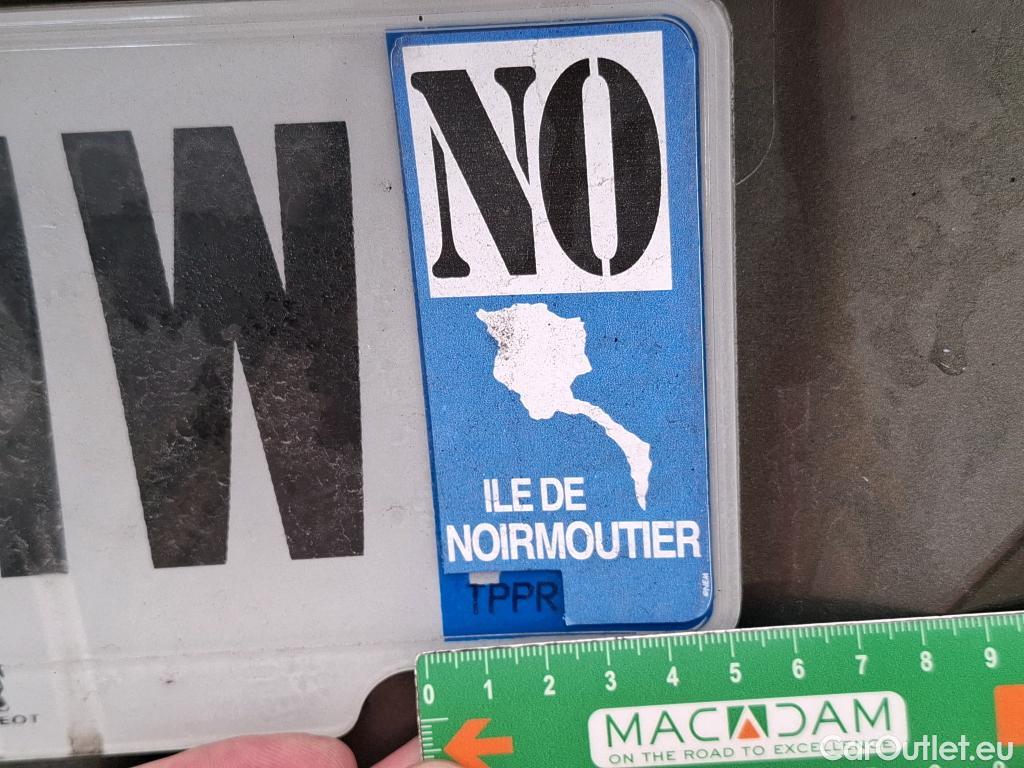 W
NO
ILE DE
NOIRMOUTIER
TPPR
0 1 2 3 4 5 6 7 8 9
MACADAM
ON THE ROAD TO EXCELLENCE
CarOutlet.eu